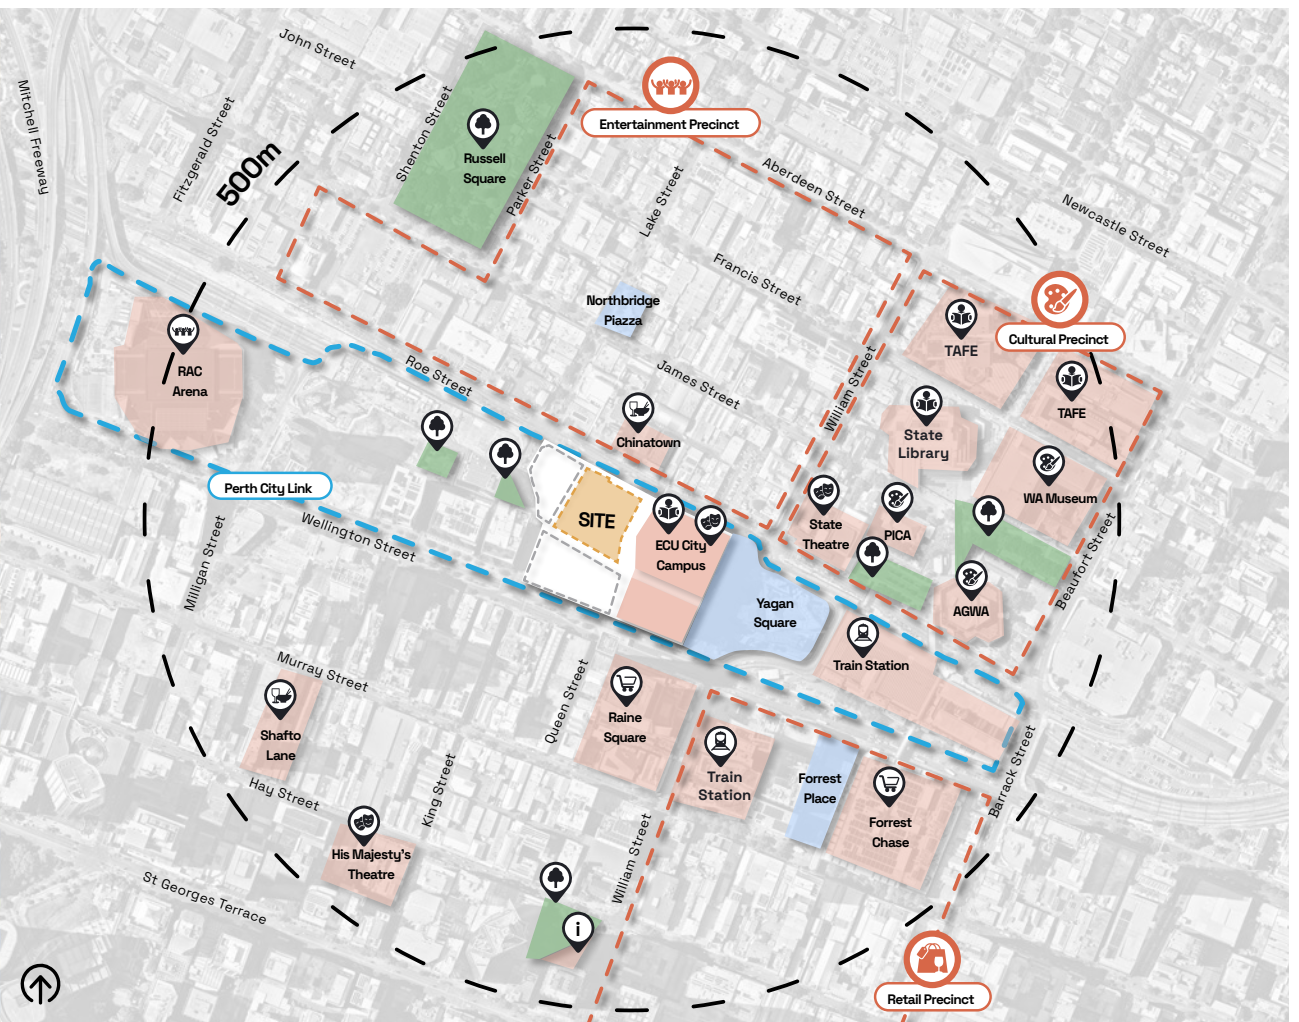 John Street
Mitchell Freeway
Fitzgerald Street
500m
Shenton Street
Russell
Square
Parker Street
Entertainment Precinct
Lake Street
Aberdeen Street
Newcastle Street
Francis Street
Northbridge
Piazza
TAFE
Cultural Precinct
RAC
Arena
Roe Street
James Street
William Street
TAFE
Chinatown
State
Library
Perth City Link
WA Museum
Wellington Street
SITE
ECU City
Campus
State
Theatre
PICA
Milligan Street
Beaufort Street
Yagan
Square
AGWA
Train Station
Murray Street
Queen Street
Raine
Square
Shafto
Lane
Hay Street
King Street
Train
Station
Forrest
Place
Forrest
Chase
Barrack Street
His Majesty's
Theatre
William Street
St Georges Terrace
i
Retail Precinct